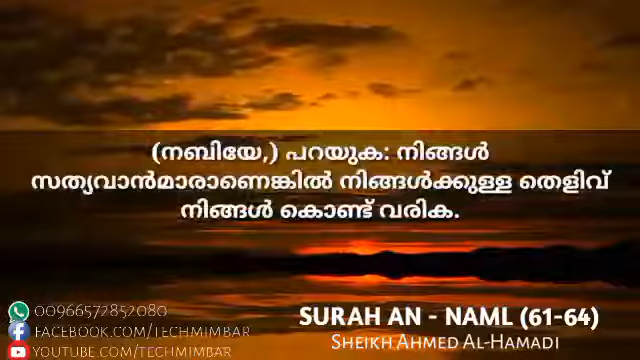 (നബിയേ,) പറയുക: നിങ്ങൾ
സത്യവാൻമാരാണെങ്കിൽ നിങ്ങൾക്കുള്ള തെളിവ്
നിങ്ങൾ കൊണ്ട് വരിക.
00966572852080
FACEBOOK.COM/TECHMIMBAR
YOUTUBE.COM/TECHMIMBAR
SURAH AN - NAML (61-64)
SHEIKH AHMED AL-HAMADI